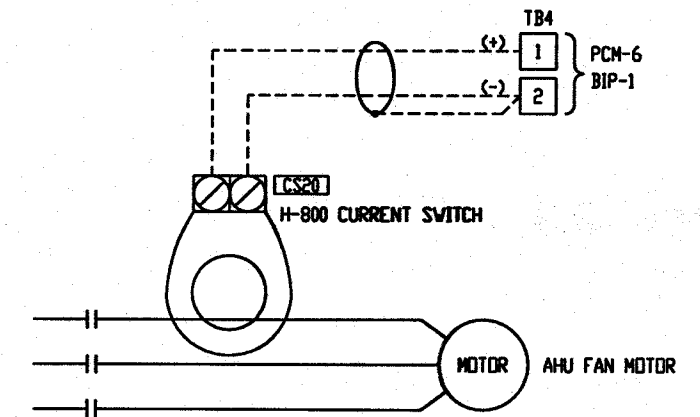 TB4
(+) 1 PCM-6
BIP-1
(-) 2
CS20
H-800 CURRENT SWITCH
MOTOR AHU FAN MOTOR